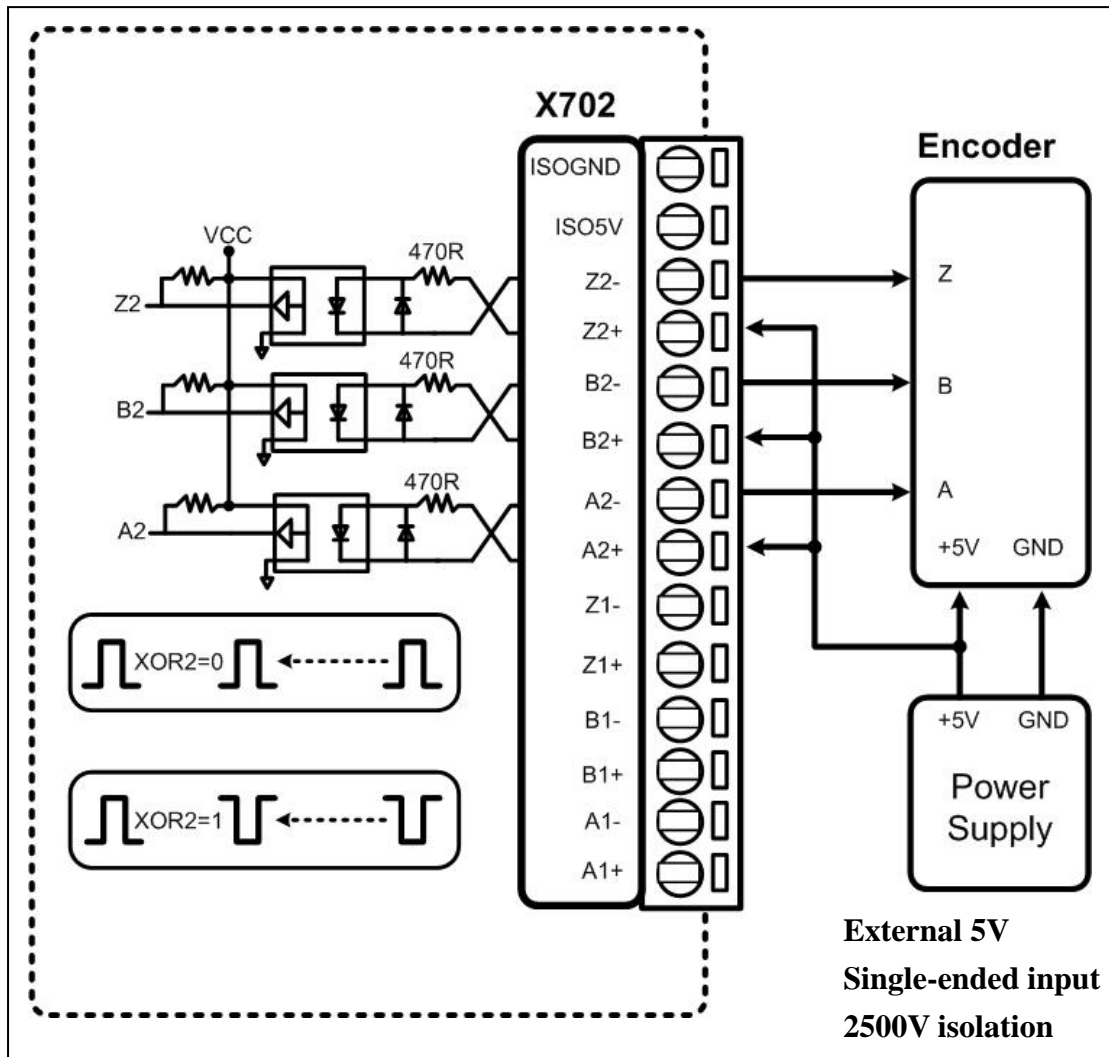 X702
Encoder
ISOGND
ISO5V
Z2-
Z2+
B2-
B2+
A2-
A2+
Z1-
Z1+
B1-
B1+
A1-
A1+
VCC
470R
Z2
470R
B2
470R
A2
XOR2=0
XOR2=1
Z
B
A
+5V GND
+5V GND
Power
Supply
External 5V
Single-ended input
2500V isolation